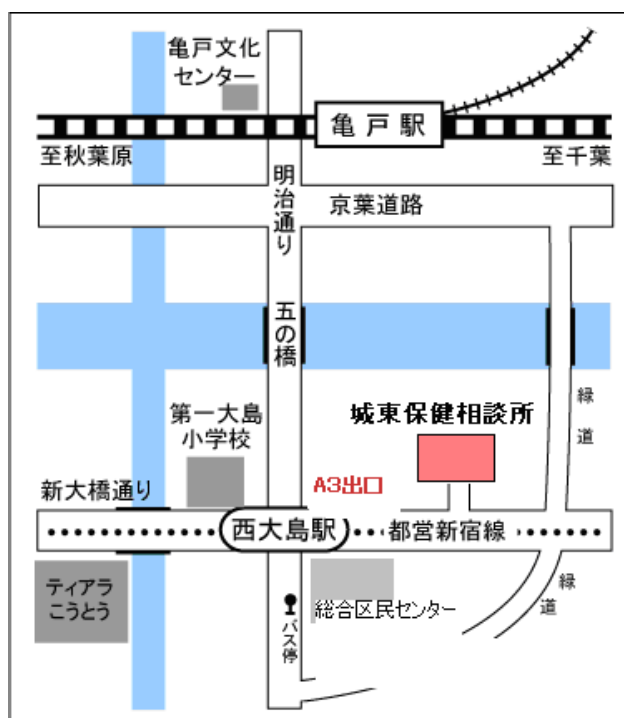 亀戸文化
センター
亀戸駅
至秋葉原
至千葉
明治通り
京葉道路
五の橋
第一大島
小学校
城東保健相談所
緑道
A3出口
新大橋通り
西大島駅
都営新宿線
ティアラ
こうとう
バス停
総合区民センター
緑道